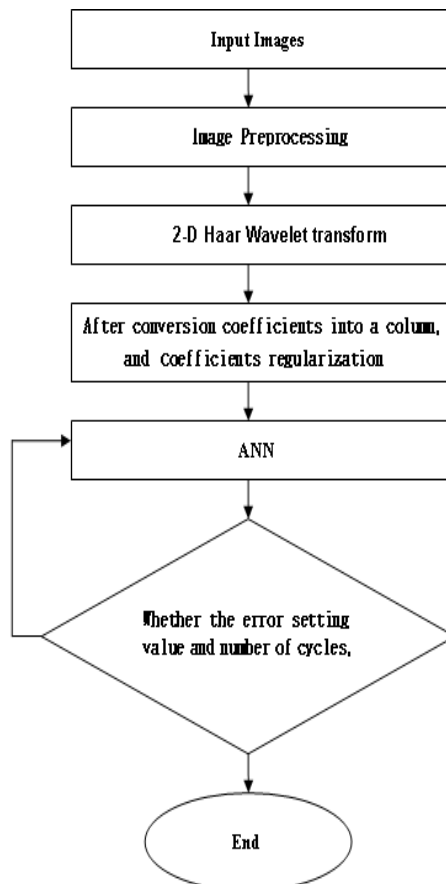 Input Images
Image Preprocessing
2-D Haar Wavelet transform
After conversion coefficients into a column,
and Coefficients regularization
ANN
Whether the error setting
value and number of cycles,
End